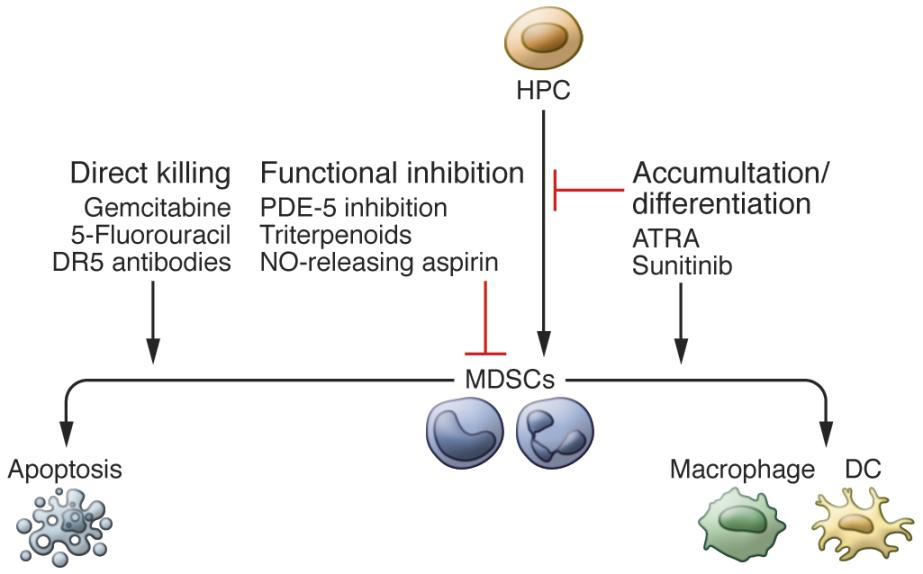 HPC
Direct killing
Gemcitabine
5-Fluorouracil
DR5 antibodies
Functional inhibition
PDE-5 inhibition
Triterpenoids
NO-releasing aspirin
Accumultation/
differentiation
ATRA
Sunitinib
MDSCs
Apoptosis
Macrophage
DC